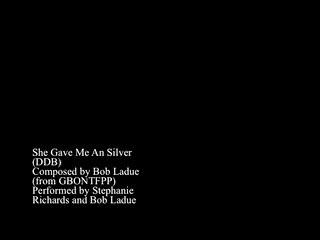 She Gave Me An Silver
(DDB)
Composed by Bob Ladue
(from GBONTFPP)
Performed by Stephanie
Richards and Bob Ladue